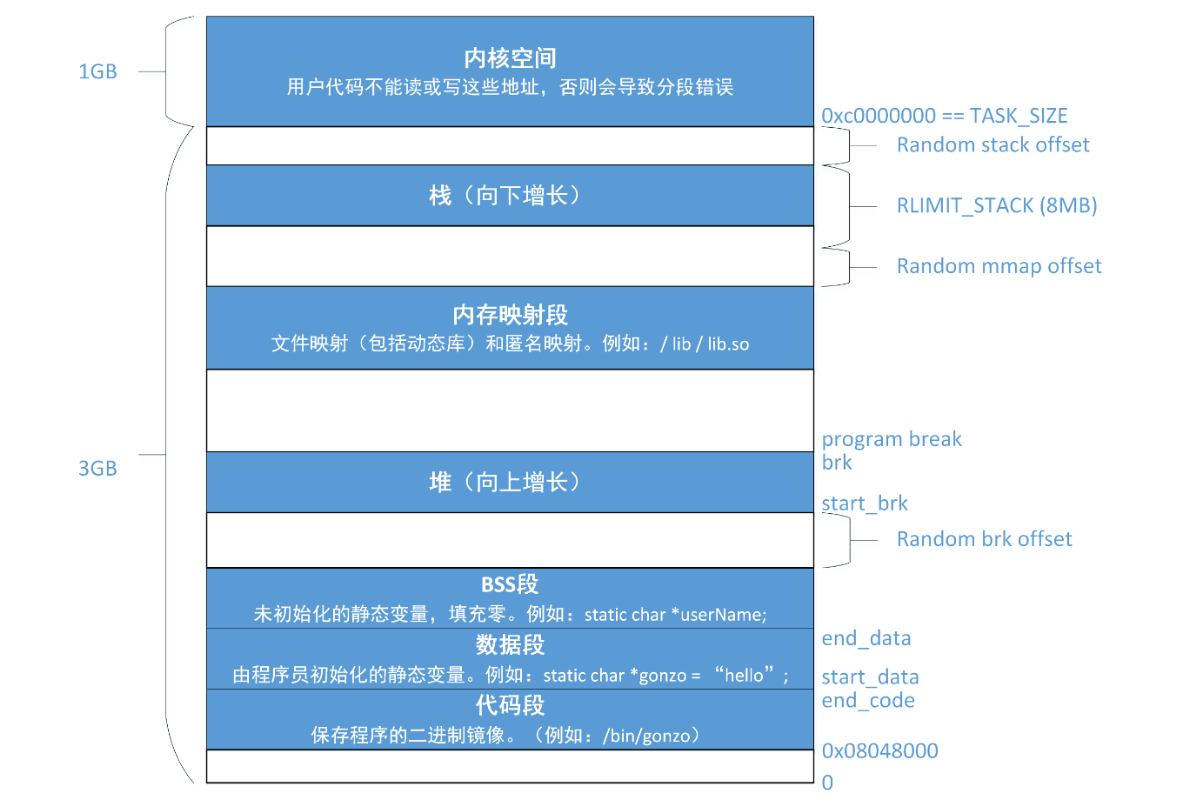 1GB
内核空间
用户代码不能读或写这些地址，否则会导致分段错误
0xc0000000 == TASK_SIZE
Random stack offset
栈（向下增长）
RLIMIT_STACK (8MB)
Random mmap offset
内存映射段
文件映射（包括动态库）和匿名映射。例如：/ lib / lib.so
program break
brk
3GB
堆（向上增长）
start_brk
Random brk offset
BSS段
未初始化的静态变量，填充零。例如：static char *userName;
end_data
数据段
由程序员初始化的静态变量。例如：static char *gonzo = “hello”;
start_data
end_code
代码段
保存程序的二进制镜像。（例如：/bin/gonzo）
0x08048000
0